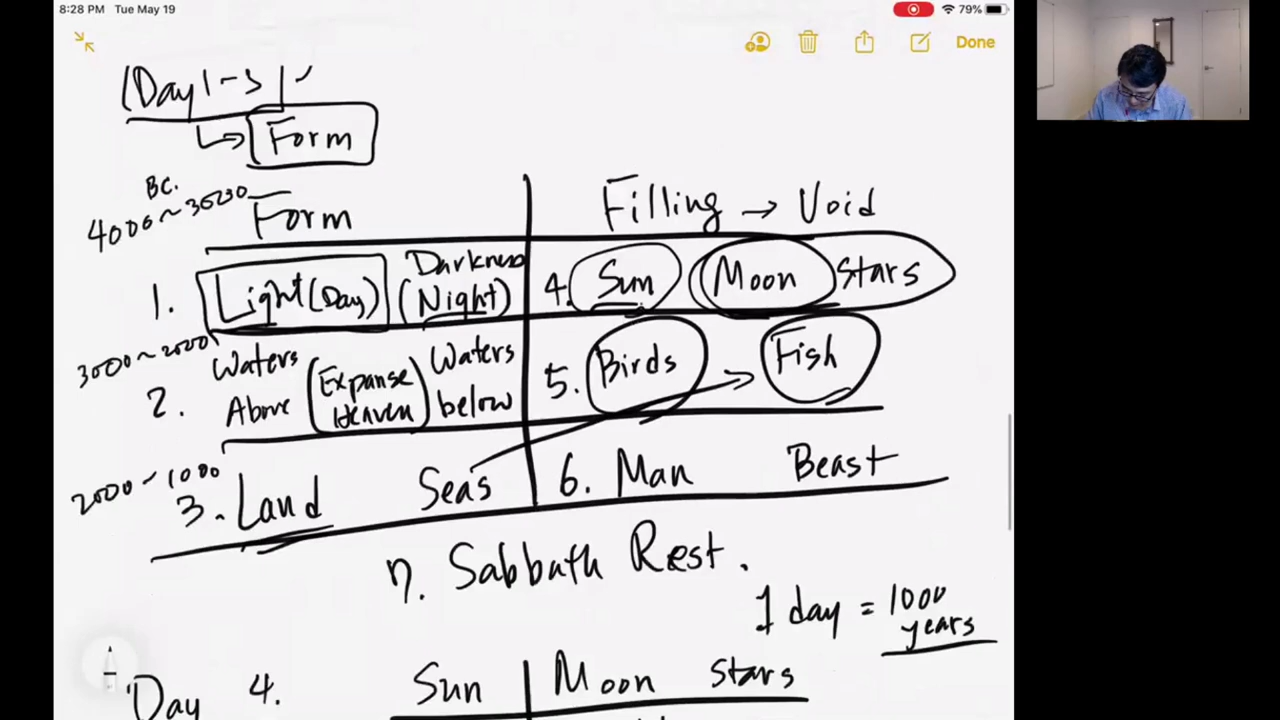 8:28 PM Tue May 19
79%
Done
(Day 1-3)
Form
BC.
Form
Filling → Void
1. Light (Day) Darkness (Night)
4. Sun Moon Stars
3000~2000
2. Waters Above (Expanse Heaven) Waters below
5. Birds Fish
2000~1000
3. Land Seas
6. Man Beast
7. Sabbath Rest.
1 day = 1000 years
Day 4. Sun Moon Stars